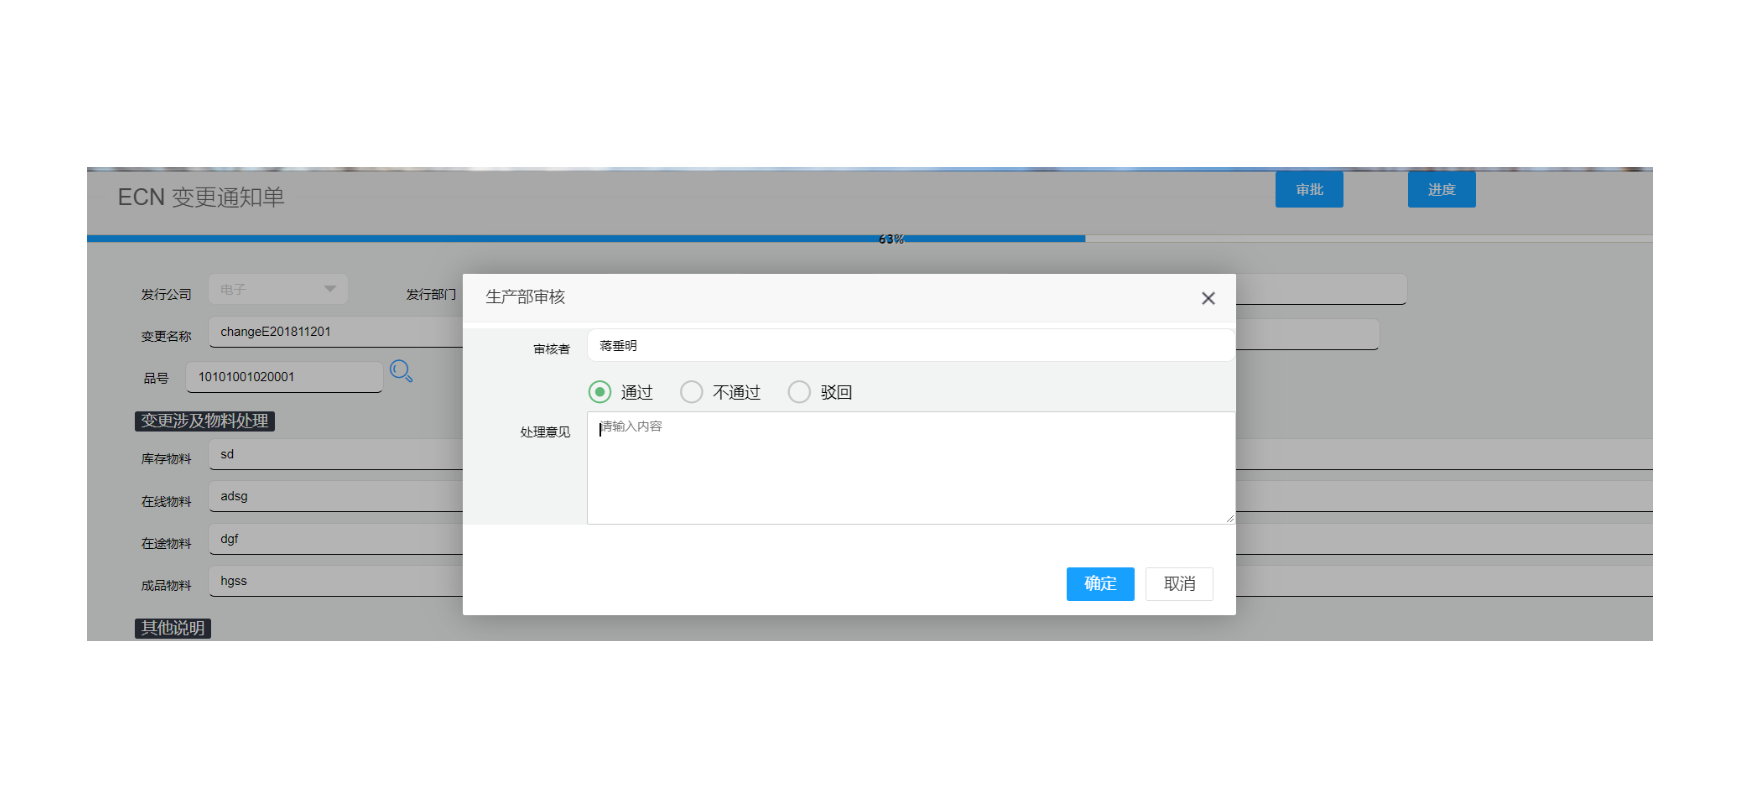 ECN 变更通知单
审批
进度
63%
发行公司
电子
发行部门
变更名称
changeE201811201
品号
10101001020001
变更涉及物料处理
库存物料
sd
在线物料
adsg
在途物料
dgf
成品物料
hgss
其他说明
生产部审核
审核者
蒋垂明
通过
不通过
驳回
处理意见
请输入内容
确定
取消